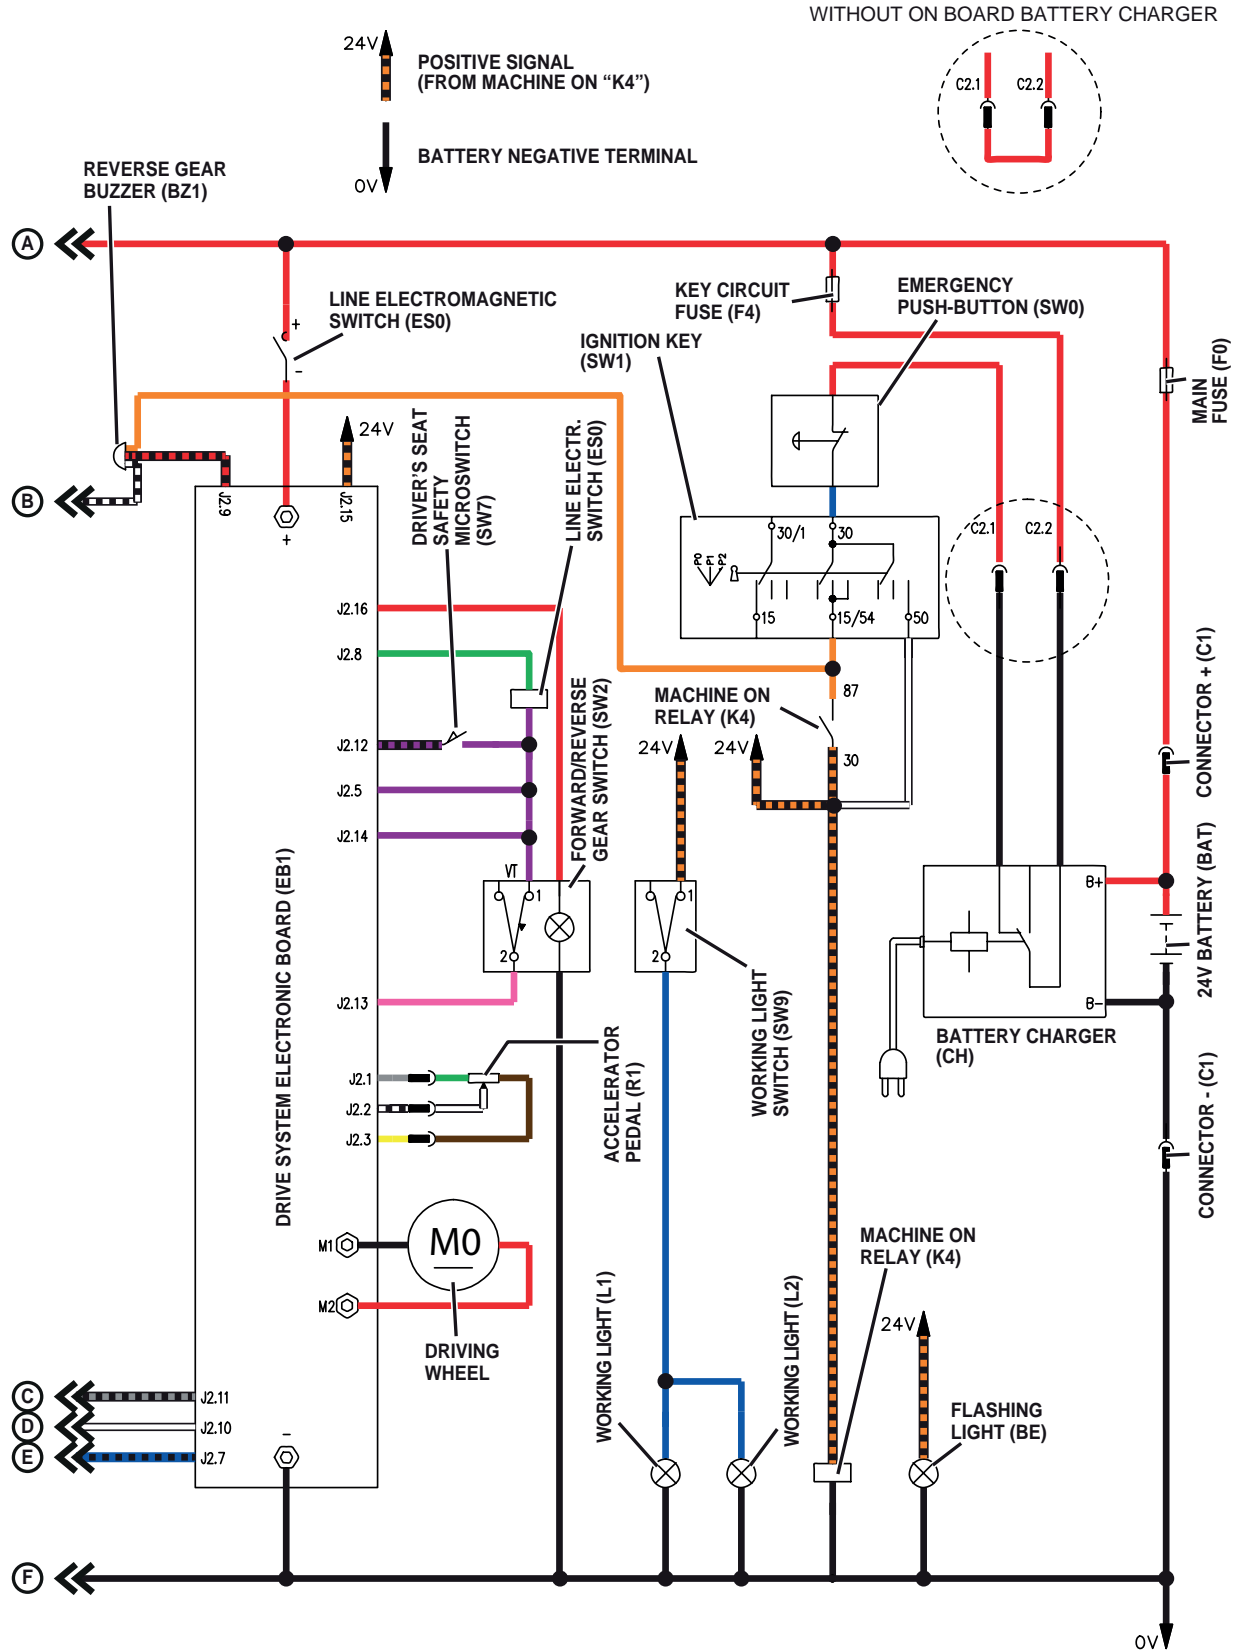 WITHOUT ON BOARD BATTERY CHARGER
24V
POSITIVE SIGNAL
(FROM MACHINE ON “K4”)
C2.1
C2.2
BATTERY NEGATIVE TERMINAL
0V
REVERSE GEAR
BUZZER (BZ1)
A
LINE ELECTROMAGNETIC
SWITCH (ES0)
KEY CIRCUIT
FUSE (F4)
EMERGENCY
PUSH-BUTTON (SW0)
IGNITION KEY
(SW1)
+
-
MAIN
FUSE (F0)
24V
B
J2.9
J2.15
+
DRIVER'S SEAT
SAFETY
MICROSWITCH
(SW7)
LINE ELECTR.
SWITCH (ES0)
30/1
30
P0
P1
P2
15
15/54
50
C2.1
C2.2
J2.16
J2.8
J2.12
J2.5
J2.14
FORWARD/REVERSE
GEAR SWITCH (SW2)
87
MACHINE ON
RELAY (K4)
24V
24V
30
CONNECTOR + (C1)
VT
1
2
1
2
B+
B-
24V BATTERY (BAT)
BATTERY CHARGER
(CH)
DRIVE SYSTEM ELECTRONIC BOARD (EB1)
J2.13
J2.1
J2.2
J2.3
ACCELERATOR
PEDAL (R1)
WORKING LIGHT
SWITCH (SW9)
CONNECTOR - (C1)
M1
M0
M2
DRIVING
WHEEL
MACHINE ON
RELAY (K4)
WORKING LIGHT (L1)
WORKING LIGHT (L2)
24V
FLASHING
LIGHT (BE)
C
J2.11
D
J2.10
E
J2.7
-
F
0V